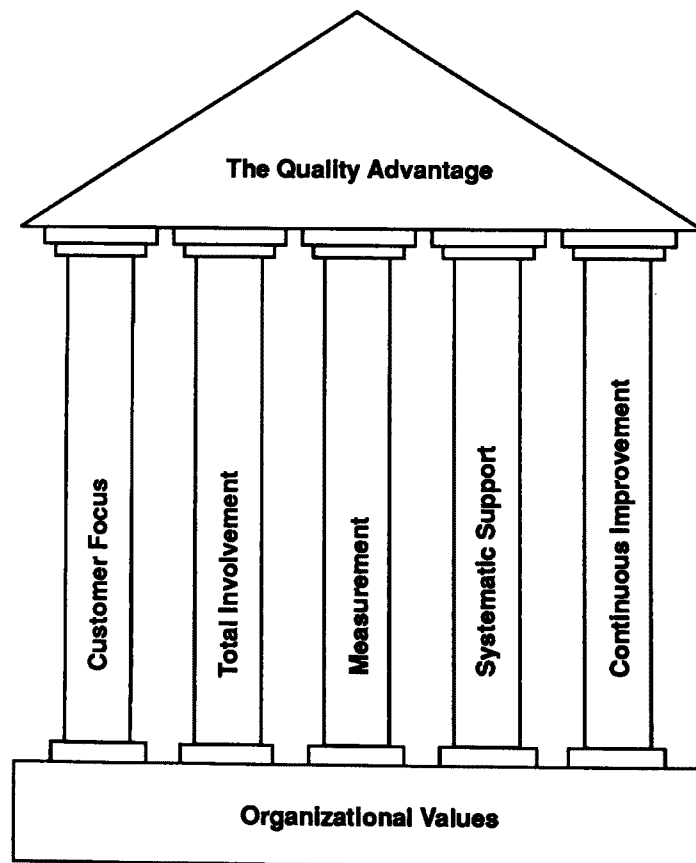 The Quality Advantage
Customer Focus
Total Involvement
Measurement
Systematic Support
Continuous Improvement
Organizational Values